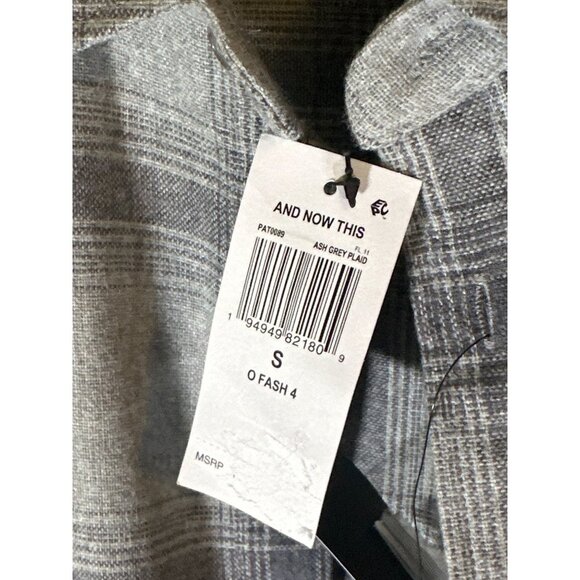 AND NOW THIS
PAT0089
FL 11
ASH GREY PLAID
1 94949 82180 9
S
O FASH 4
MSRP